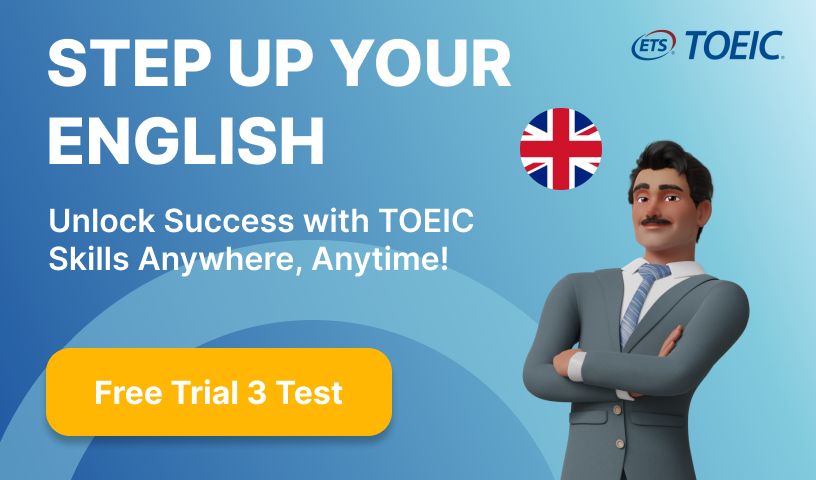 STEP UP YOUR
ENGLISH
ETS TOEIC
Unlock Success with TOEIC
Skills Anywhere, Anytime!
Free Trial 3 Test